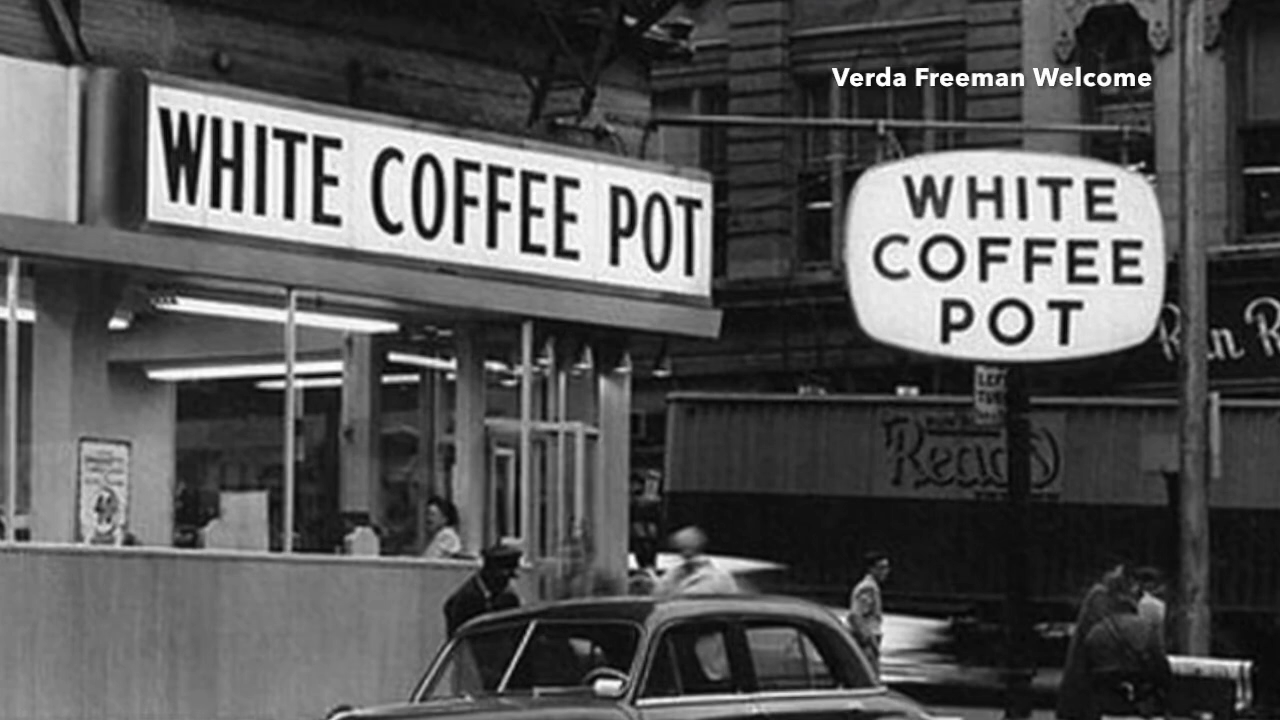 Verda Freeman Welcome
WHITE COFFEE POT
WHITE
COFFEE
POT
Read's